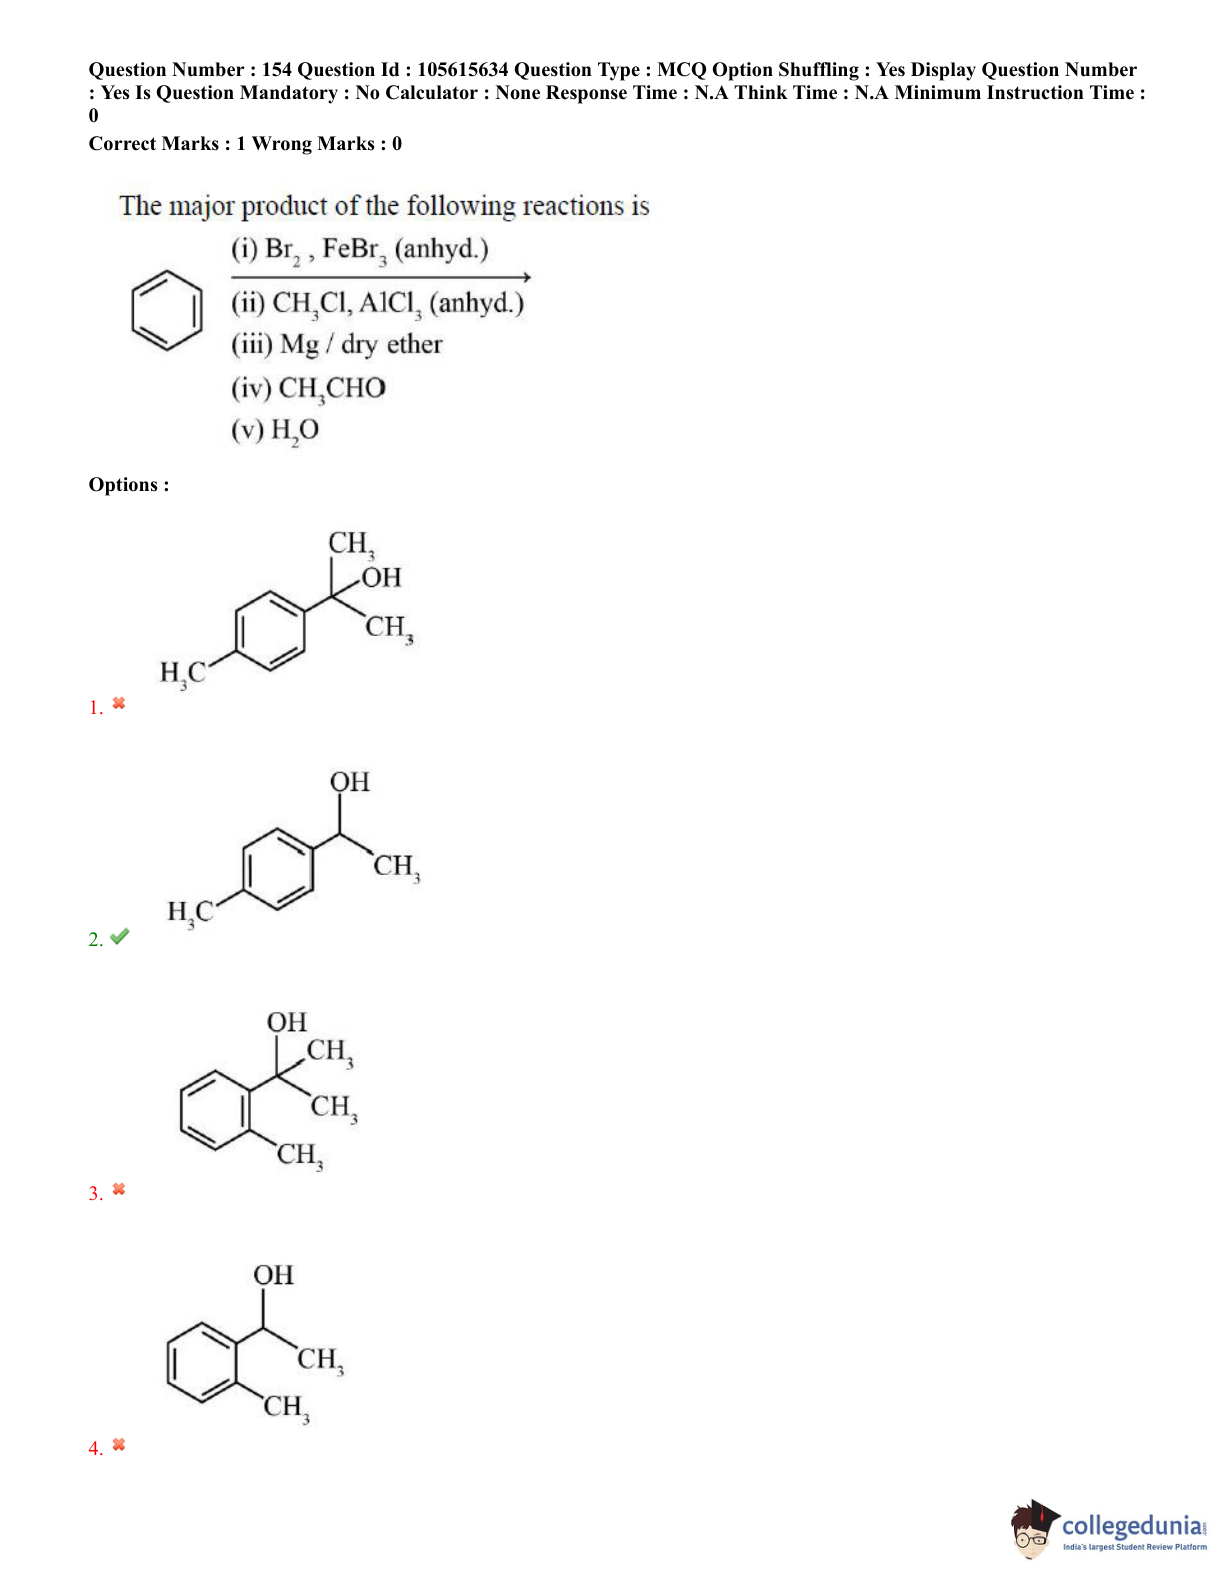 Question Number : 154 Question Id : 105615634 Question Type : MCQ Option Shuffling : Yes Display Question Number
: Yes Is Question Mandatory : No Calculator : None Response Time : N.A Think Time : N.A Minimum Instruction Time :
0
Correct Marks : 1 Wrong Marks : 0
The major product of the following reactions is
(i) Br₂ , FeBr₃ (anhyd.)
(ii) CH₃Cl, AlCl₃ (anhyd.)
(iii) Mg / dry ether
(iv) CH₃CHO
(v) H₂O
Options :
CH₃
OH
CH₃
H₃C
1.
OH
CH₃
H₃C
2.
OH
CH₃
CH₃
CH₃
3.
OH
CH₃
CH₃
4.
collegedunia.com
India's largest Student Review Platform